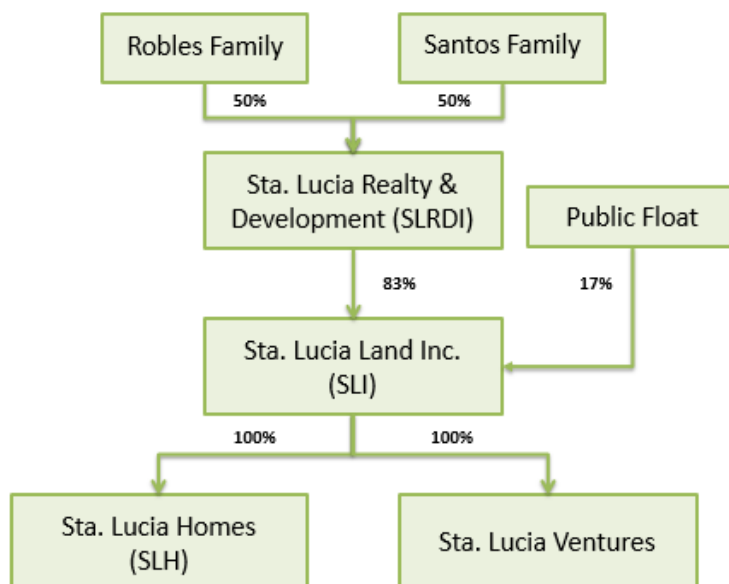 Robles Family
Santos Family
50%
50%
Sta. Lucia Realty &
Development (SLRDI)
Public Float
83%
17%
Sta. Lucia Land Inc.
(SLI)
100%
100%
Sta. Lucia Homes
(SLH)
Sta. Lucia Ventures